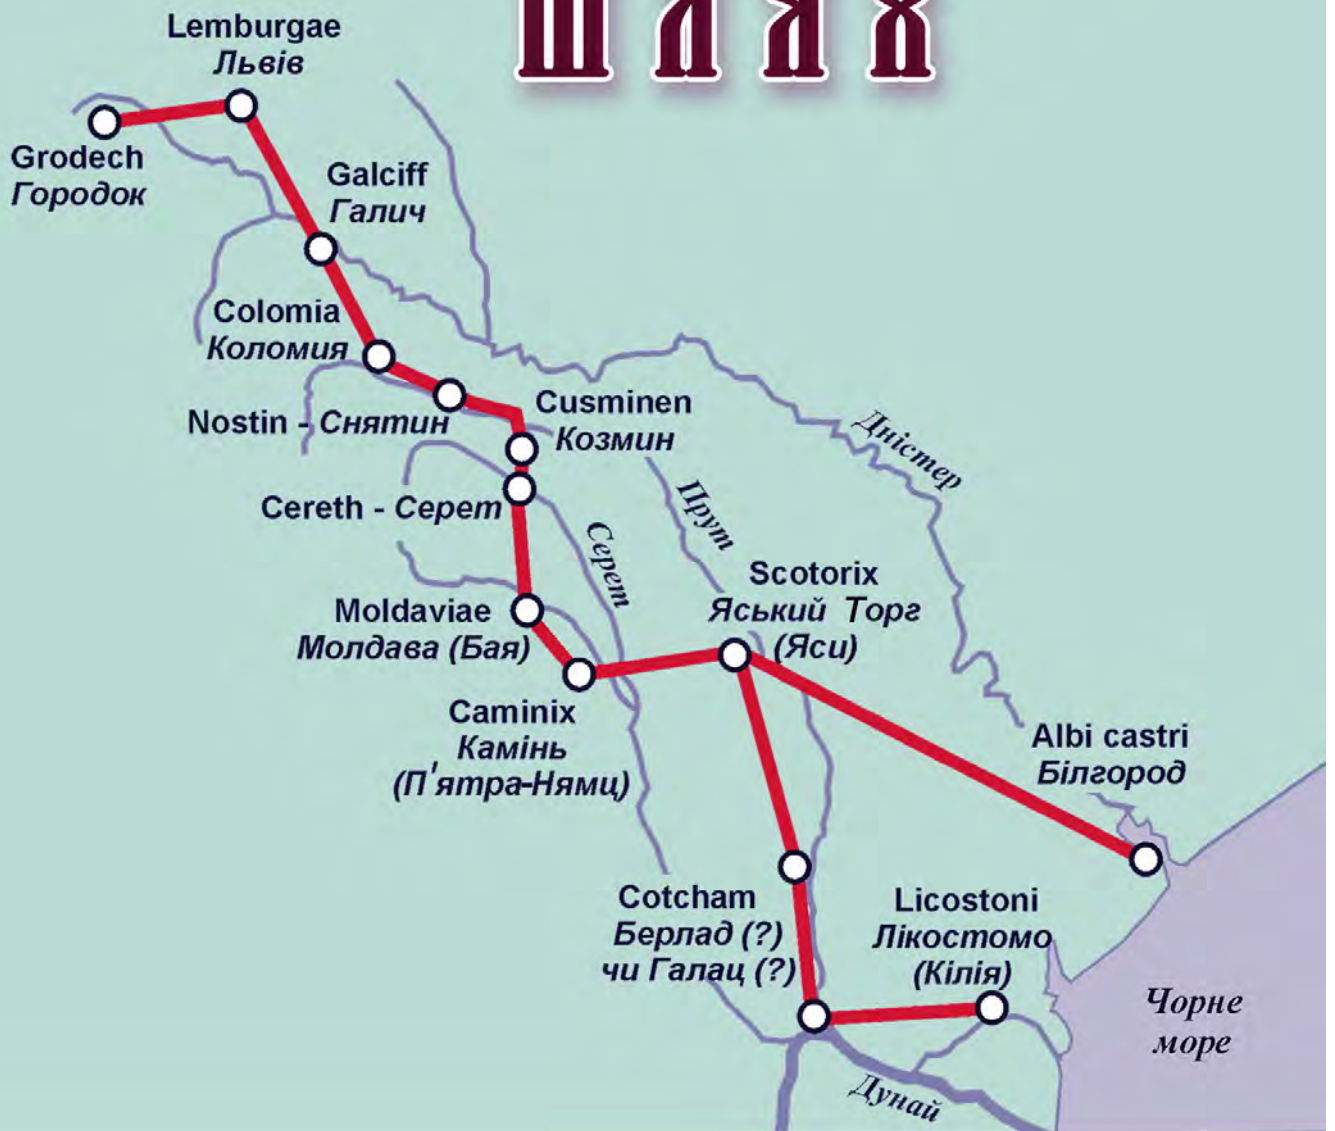 ШЛЯХ
Lemburgae
Львів
Grodech
Городок
Galciff
Галич
Colomia
Коломия
Nostin - Снятин
Cusminen
Козмин
Дністер
Cereth - Серет
Прут
Серет
Scotorix
Яський Торг
(Яси)
Moldaviae
Молдава (Бая)
Caminix
Камінь
(П'ятра-Нямц)
Albi castri
Білгород
Cotcham
Берлад (?)
чи Галац (?)
Licostoni
Лікостомо
(Кілія)
Чорне
море
Дунай